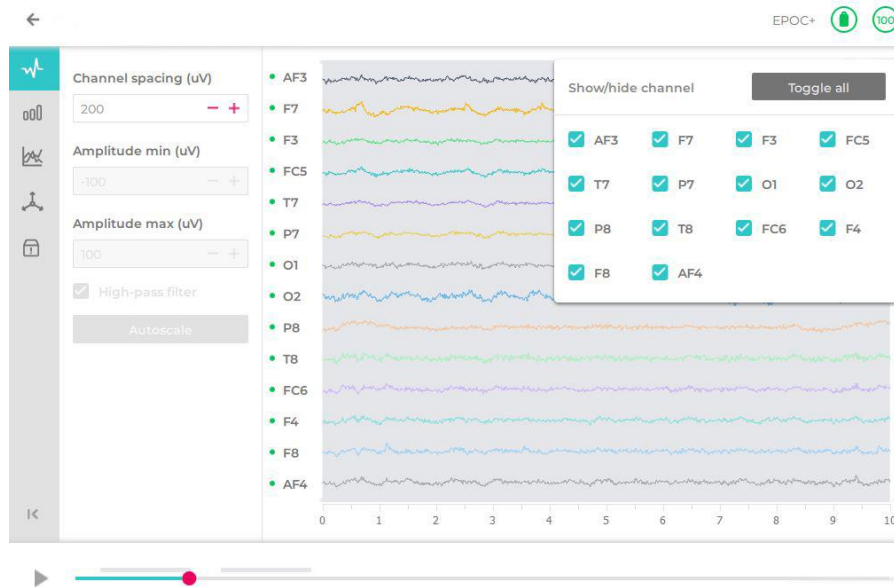 EPOC+ 100
Channel spacing (uV)
200
Amplitude min (uV)
-100
Amplitude max (uV)
100
High-pass filter
Autoscale
AF3
F7
F3
FC5
T7
P7
O1
O2
P8
T8
FC6
F4
F8
AF4
Show/hide channel Toggle all
AF3 F7 F3 FC5
T7 P7 O1 O2
P8 T8 FC6 F4
F8 AF4
0 1 2 3 4 5 6 7 8 9 10